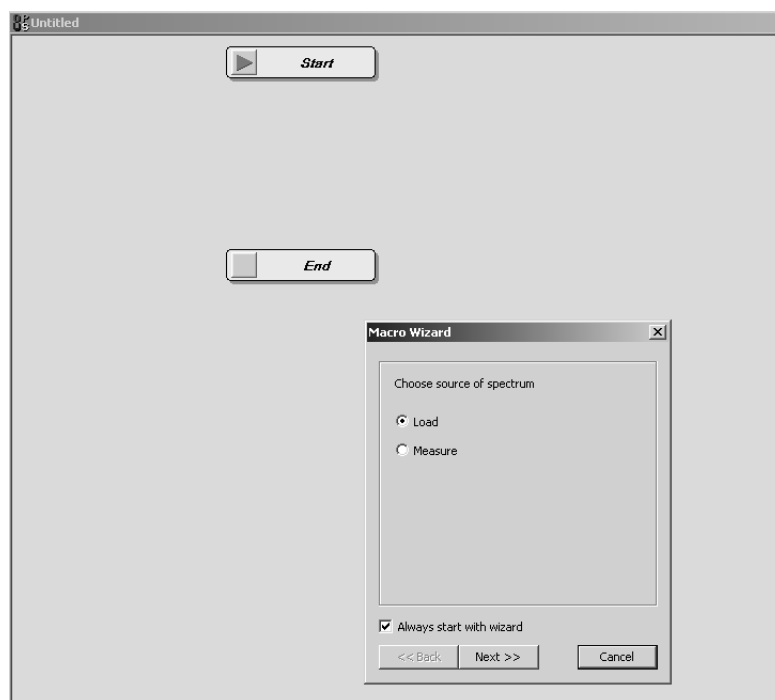 Untitled
Start
End
Macro Wizard
Choose source of spectrum
Load
Measure
Always start with wizard
<< Back Next >> Cancel